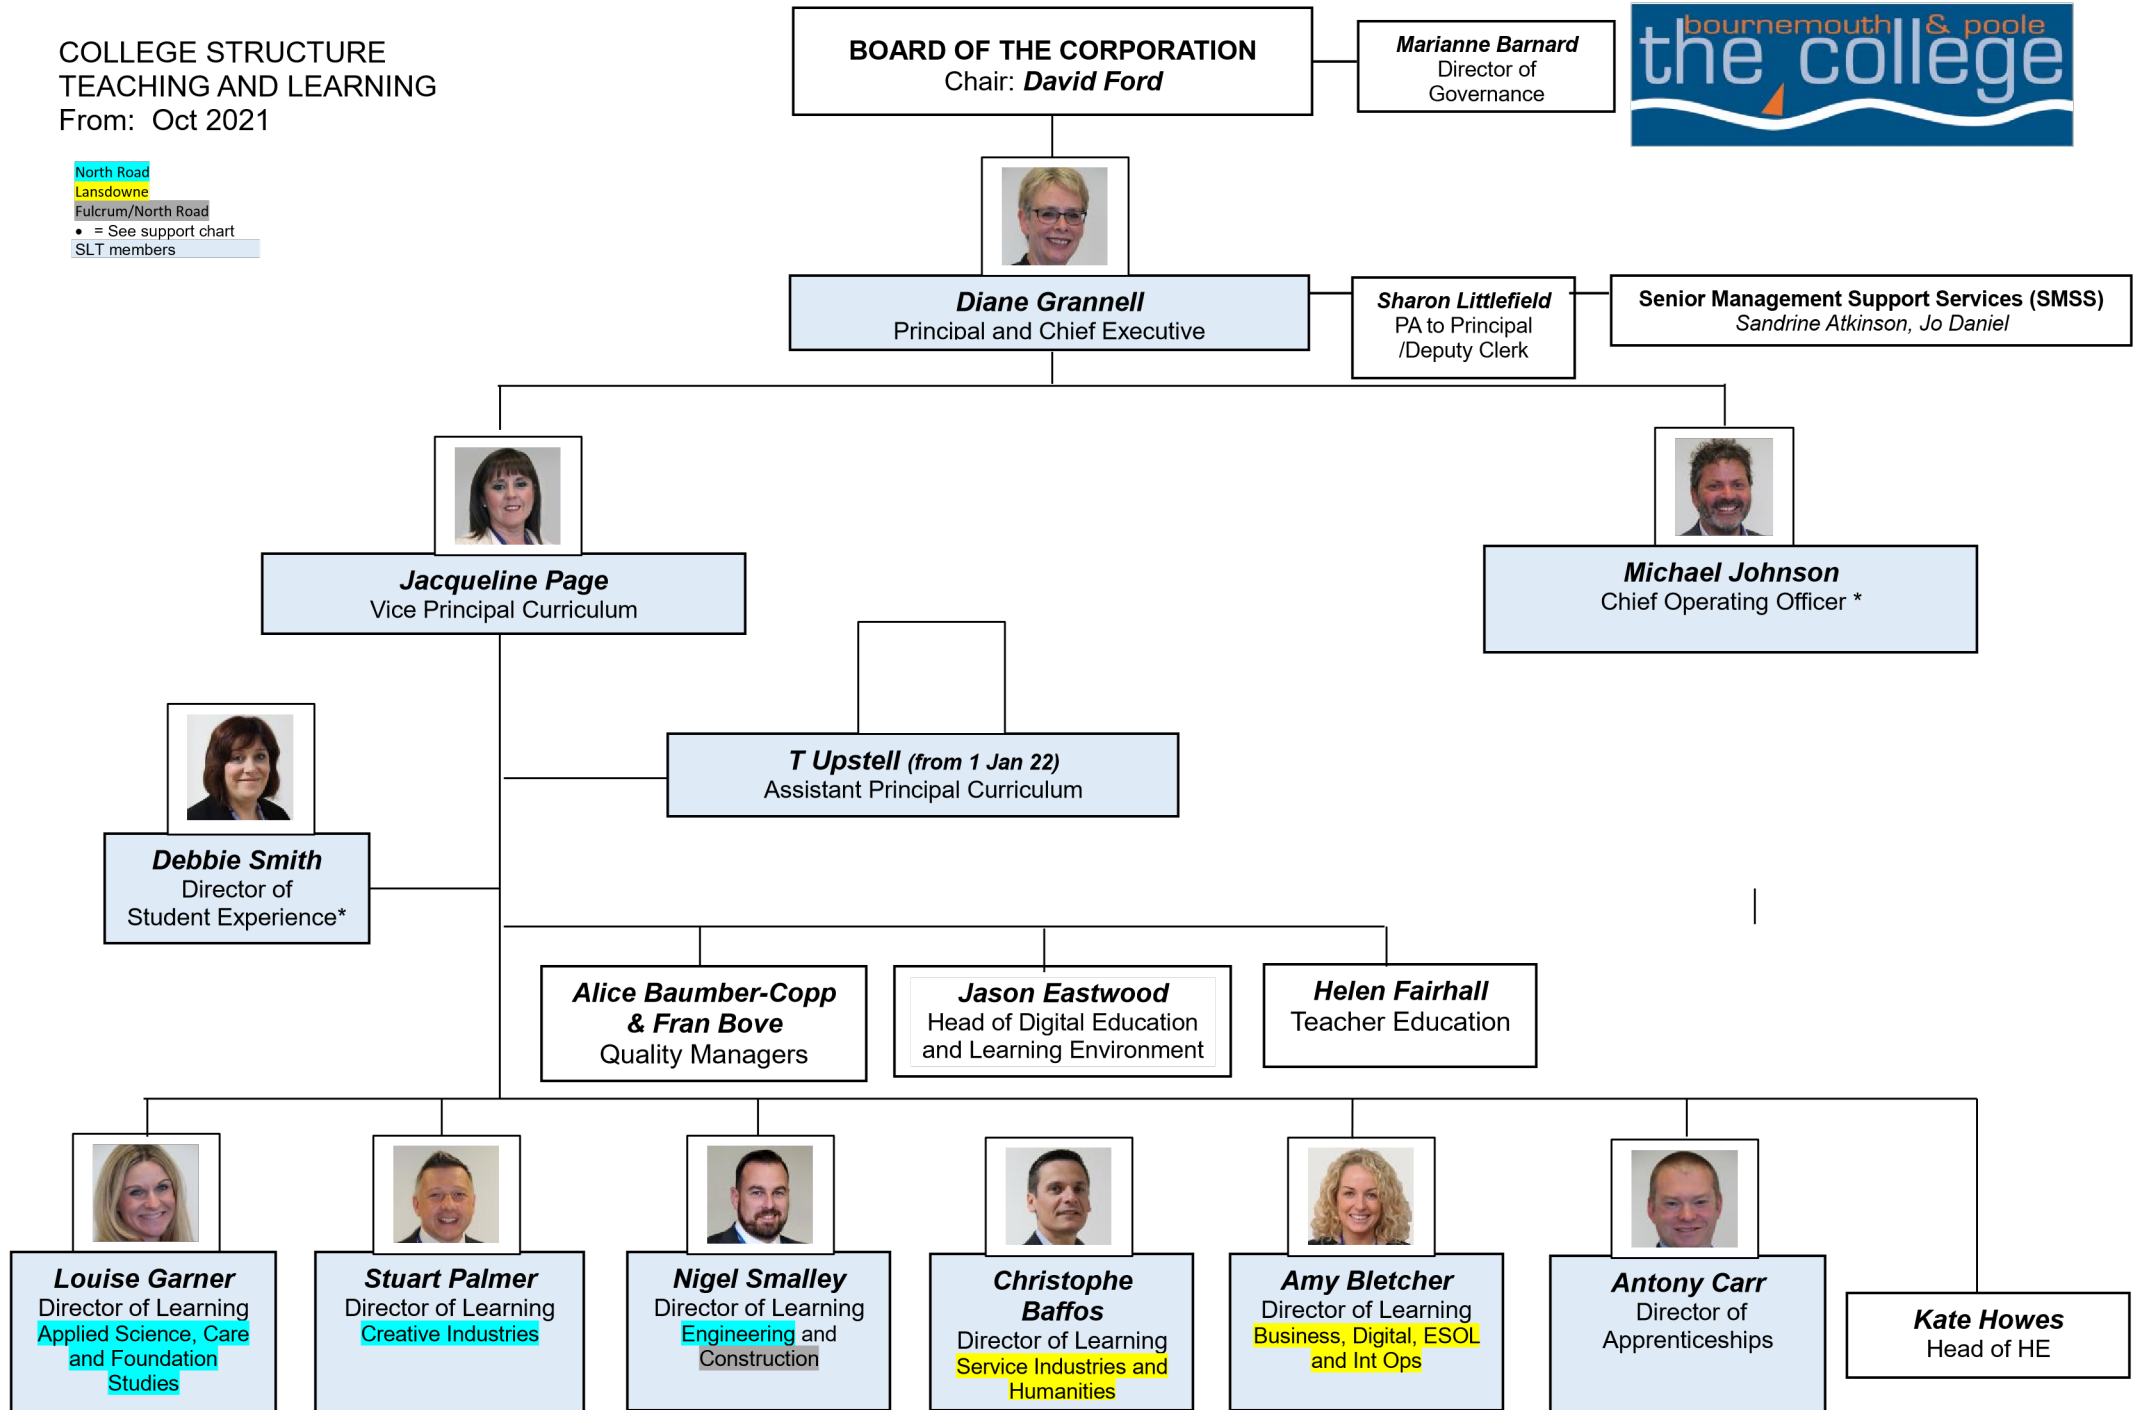 COLLEGE STRUCTURE
TEACHING AND LEARNING
From:  Oct 2021
North Road
Lansdowne
Fulcrum/North Road
• = See support chart
SLT members
BOARD OF THE CORPORATION
Chair: David Ford
Marianne Barnard
Director of
Governance
bournemouth & poole
the college
Diane Grannell
Principal and Chief Executive
Sharon Littlefield
PA to Principal
/Deputy Clerk
Senior Management Support Services (SMSS)
Sandrine Atkinson, Jo Daniel
Jacqueline Page
Vice Principal Curriculum
Michael Johnson
Chief Operating Officer *
T Upstell (from 1 Jan 22)
Assistant Principal Curriculum
Debbie Smith
Director of
Student Experience*
Alice Baumber-Copp
& Fran Bove
Quality Managers
Jason Eastwood
Head of Digital Education
and Learning Environment
Helen Fairhall
Teacher Education
Louise Garner
Director of Learning
Applied Science, Care
and Foundation
Studies
Stuart Palmer
Director of Learning
Creative Industries
Nigel Smalley
Director of Learning
Engineering and
Construction
Christophe
Baffos
Director of Learning
Service Industries and
Humanities
Amy Bletcher
Director of Learning
Business, Digital, ESOL
and Int Ops
Antony Carr
Director of
Apprenticeships
Kate Howes
Head of HE